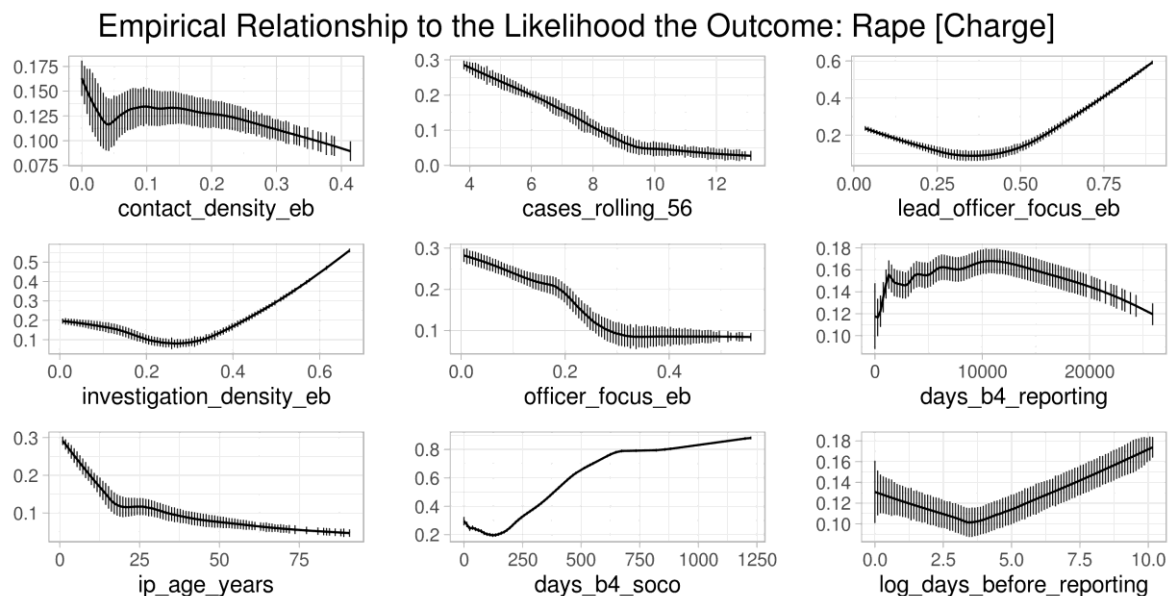 Empirical Relationship to the Likelihood the Outcome: Rape [Charge]
0.175
0.150
0.125
0.100
0.075
0.0 0.1 0.2 0.3 0.4
contact_density_eb
0.3
0.2
0.1
0.0
4 6 8 10 12
cases_rolling_56
0.6
0.4
0.2
0.00 0.25 0.50 0.75
lead_officer_focus_eb
0.5
0.4
0.3
0.2
0.1
0.0 0.2 0.4 0.6
investigation_density_eb
0.3
0.2
0.1
0.0 0.2 0.4
officer_focus_eb
0.18
0.16
0.14
0.12
0.10
0 10000 20000
days_b4_reporting
0.3
0.2
0.1
0 25 50 75
ip_age_years
0.8
0.6
0.4
0.2
0 250 500 750 1000 1250
days_b4_soco
0.18
0.16
0.14
0.12
0.10
0.0 2.5 5.0 7.5 10.0
log_days_before_reporting